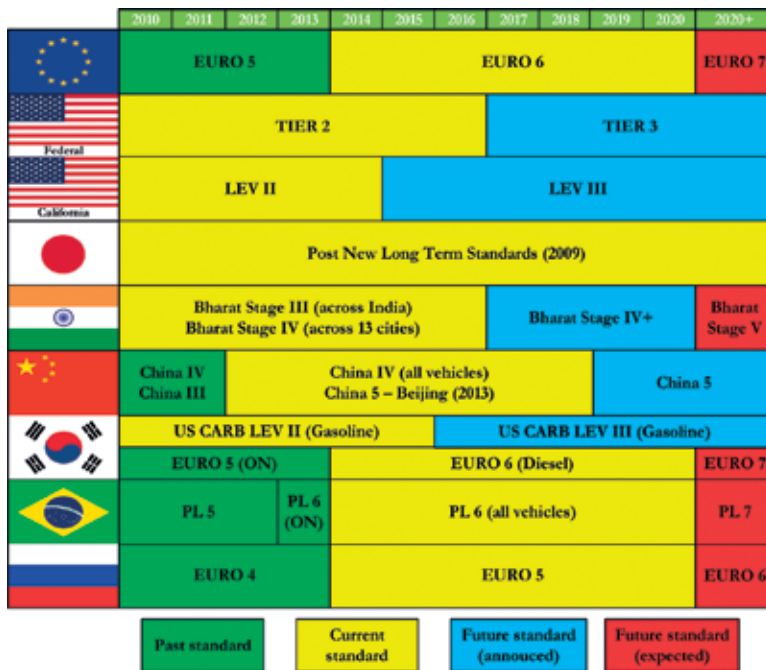 2010 2011 2012 2013 2014 2015 2016 2017 2018 2019 2020 2020+
EURO 5 EURO 6 EURO 7
TIER 2 TIER 3
Federal
LEV II LEV III
California
Post New Long Term Standards (2009)
Bharat Stage III (across India)
Bharat Stage IV (across 13 cities)
Bharat Stage IV+
Bharat
Stage V
China IV
China III
China IV (all vehicles)
China 5 – Beijing (2013)
China 5
US CARB LEV II (Gasoline) US CARB LEV III (Gasoline)
EURO 5 (ON) EURO 6 (Diesel) EURO 7
PL 5
PL 6
(ON)
PL 6 (all vehicles)
PL 7
EURO 4 EURO 5 EURO 6
Past standard
Current
standard
Future standard
(annouced)
Future standard
(expected)